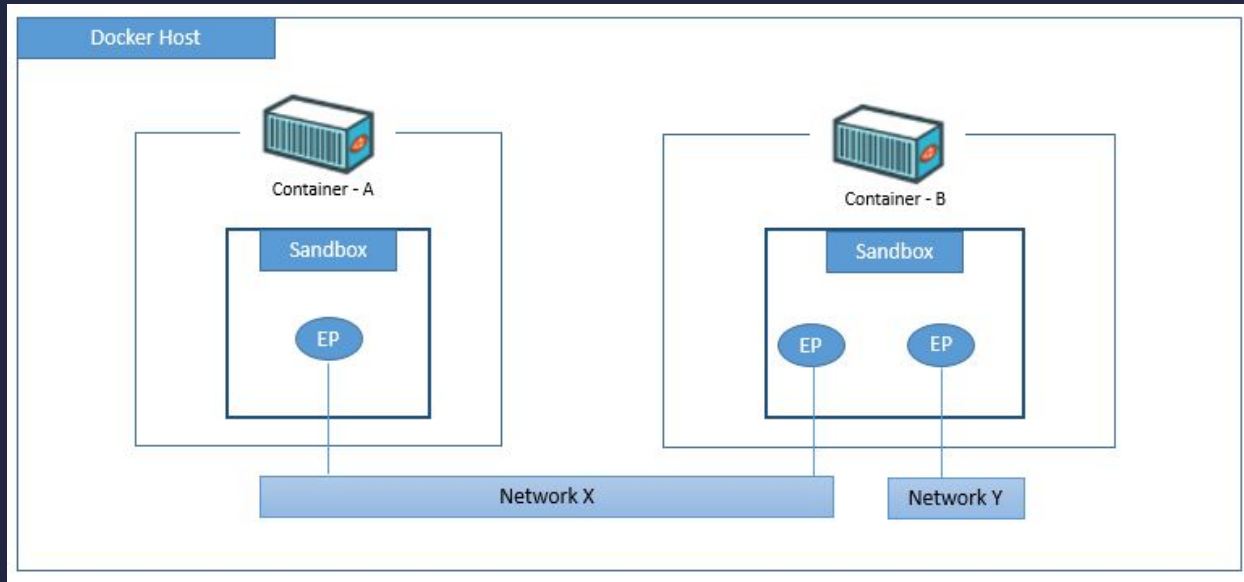 Docker Host
Container - A
Container - B
Sandbox
Sandbox
EP
EP
EP
Network X
Network Y